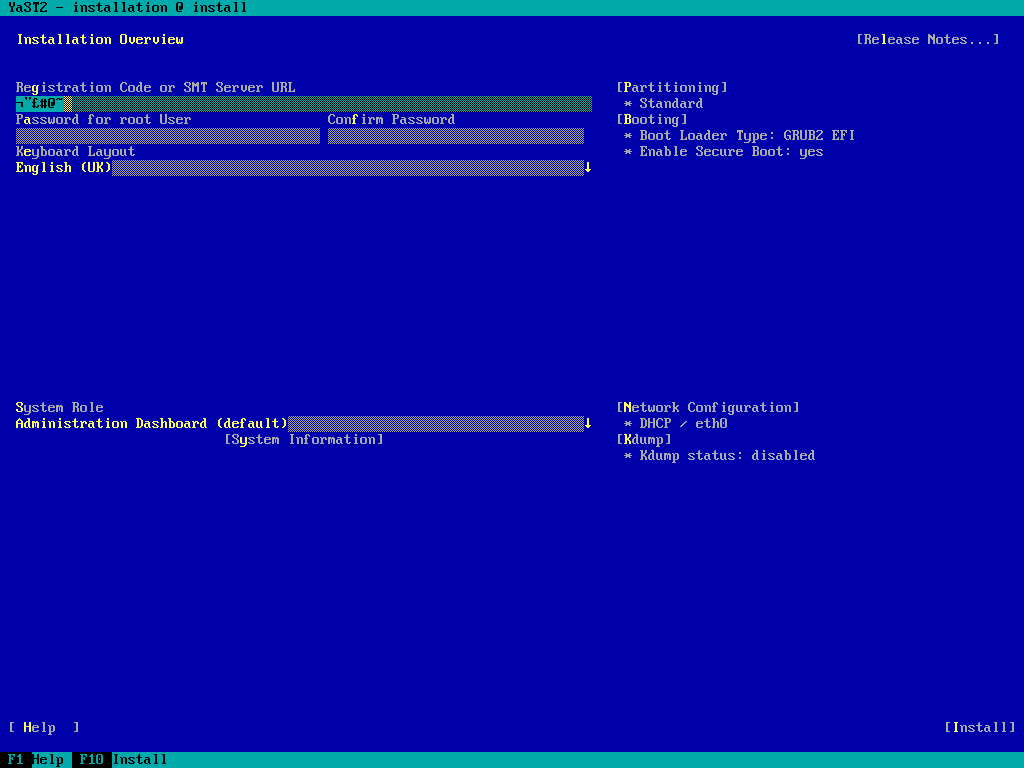 YaST2 - installation @ install
Installation Overview [Release Notes...]
Registration Code or SMT Server URL
¬"£#@~
Password for root User Confirm Password
Keyboard Layout
English (UK) ↓
[Partitioning]
* Standard
[Booting]
* Boot Loader Type: GRUB2 EFI
* Enable Secure Boot: yes
System Role
Administration Dashboard (default) ↓
[System Information]
[Network Configuration]
* DHCP / eth0
[Kdump]
* Kdump status: disabled
[ Help ] [Install]
F1 Help F10 Install